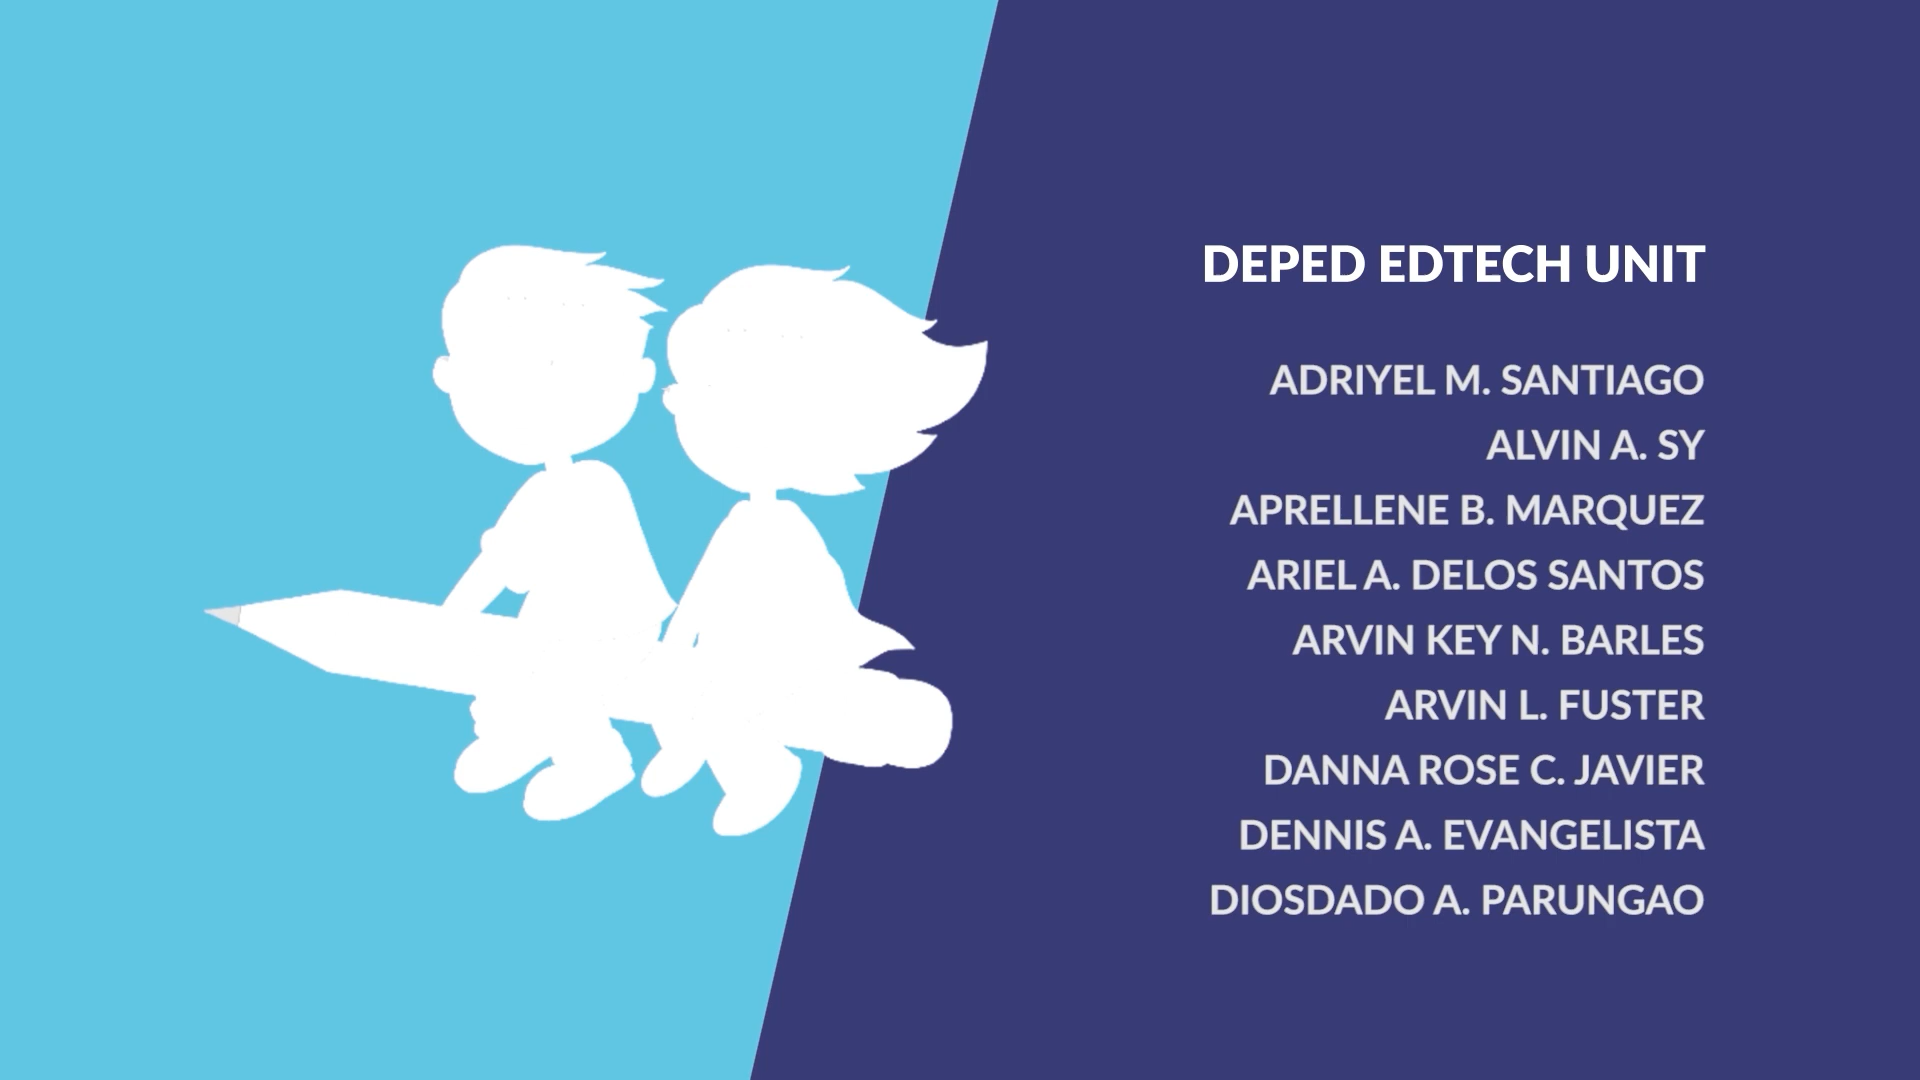 DEPED EDTECH UNIT
ADRIYEL M. SANTIAGO
ALVIN A. SY
APRELLENE B. MARQUEZ
ARIEL A. DELOS SANTOS
ARVIN KEY N. BARLES
ARVIN L. FUSTER
DANNA ROSE C. JAVIER
DENNIS A. EVANGELISTA
DIOSDADO A. PARUNGAO